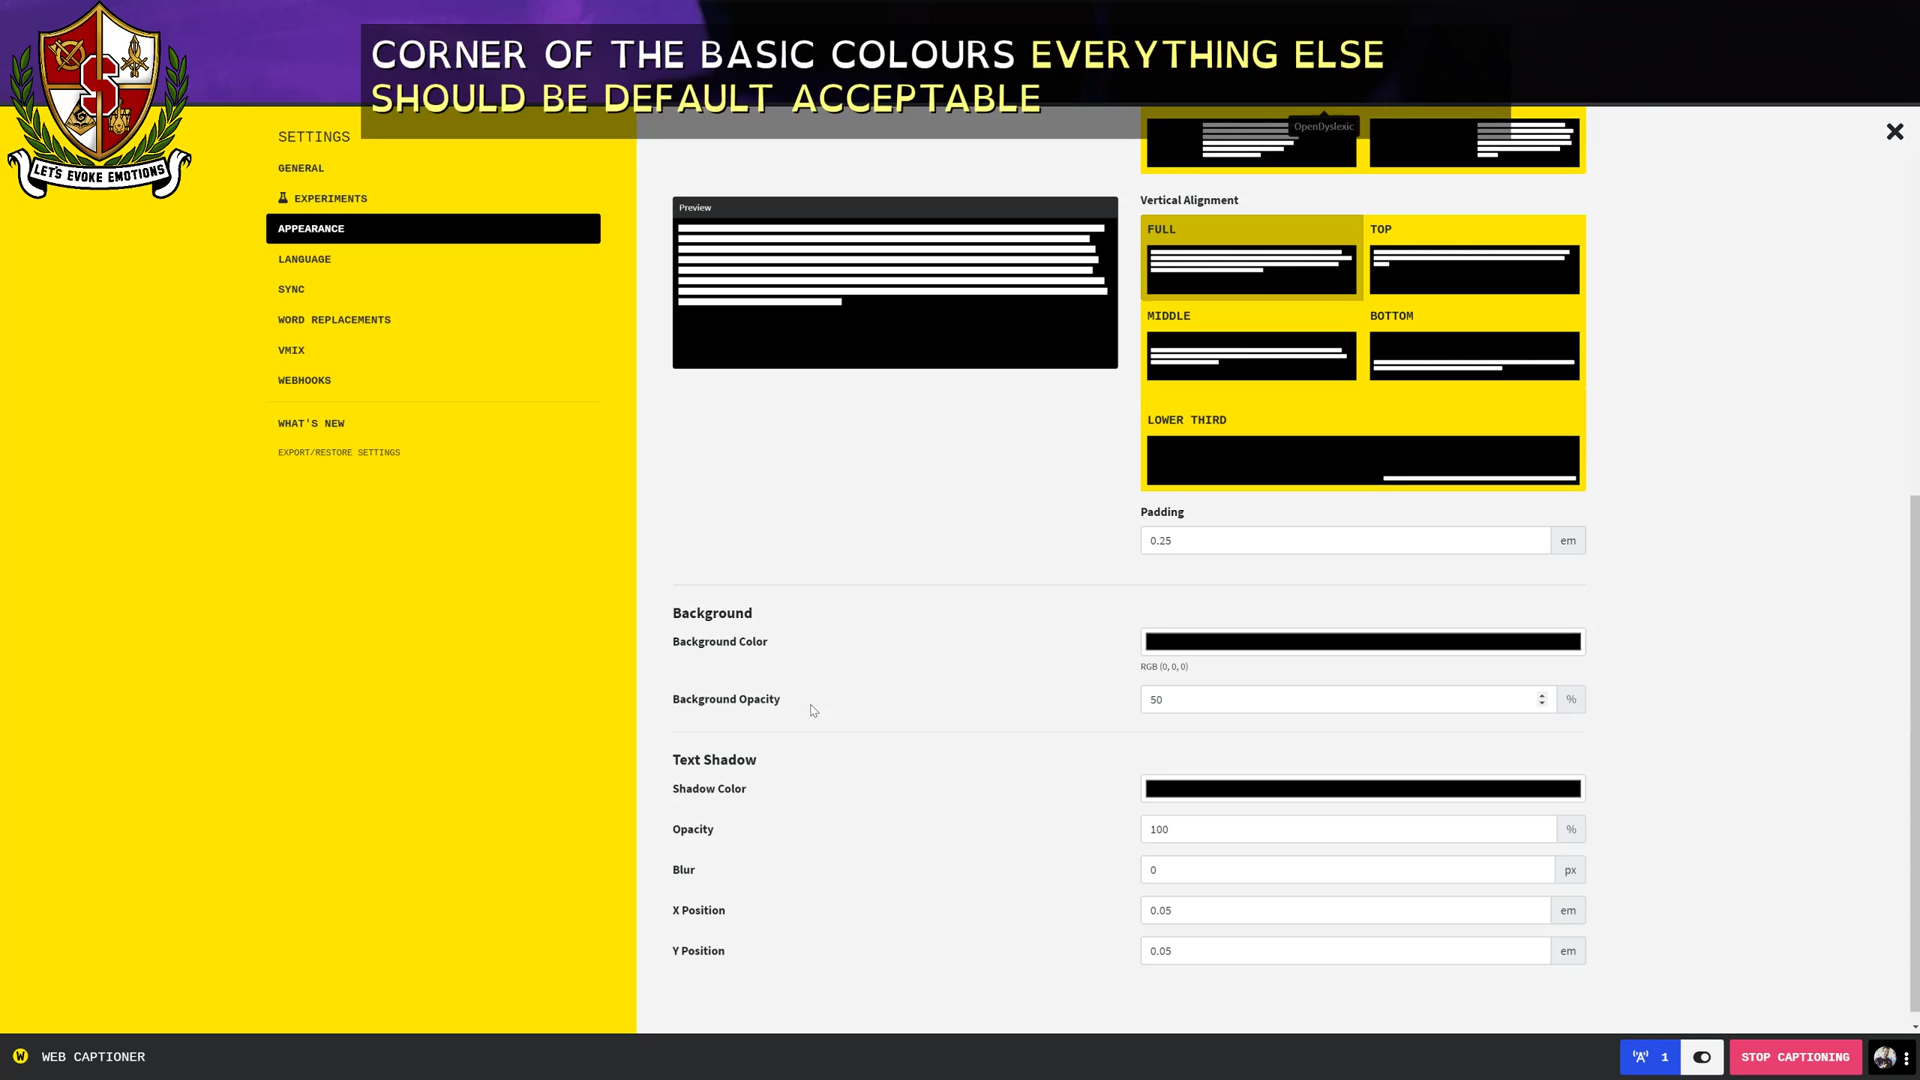 CORNER OF THE BASIC COLOURS EVERYTHING ELSE
SHOULD BE DEFAULT ACCEPTABLE
S
LET'S EVOKE EMOTIONS
SETTINGS
GENERAL
EXPERIMENTS
APPEARANCE
LANGUAGE
SYNC
WORD REPLACEMENTS
VMIX
WEBHOOKS
WHAT'S NEW
EXPORT/RESTORE SETTINGS
OpenDyslexic
Preview
Vertical Alignment
FULL
TOP
MIDDLE
BOTTOM
LOWER THIRD
Padding
0.25 em
Background
Background Color
RGB (0, 0, 0)
Background Opacity
50 %
Text Shadow
Shadow Color
Opacity
100 %
Blur
0 px
X Position
0.05 em
Y Position
0.05 em
W WEB CAPTIONER
1
STOP CAPTIONING